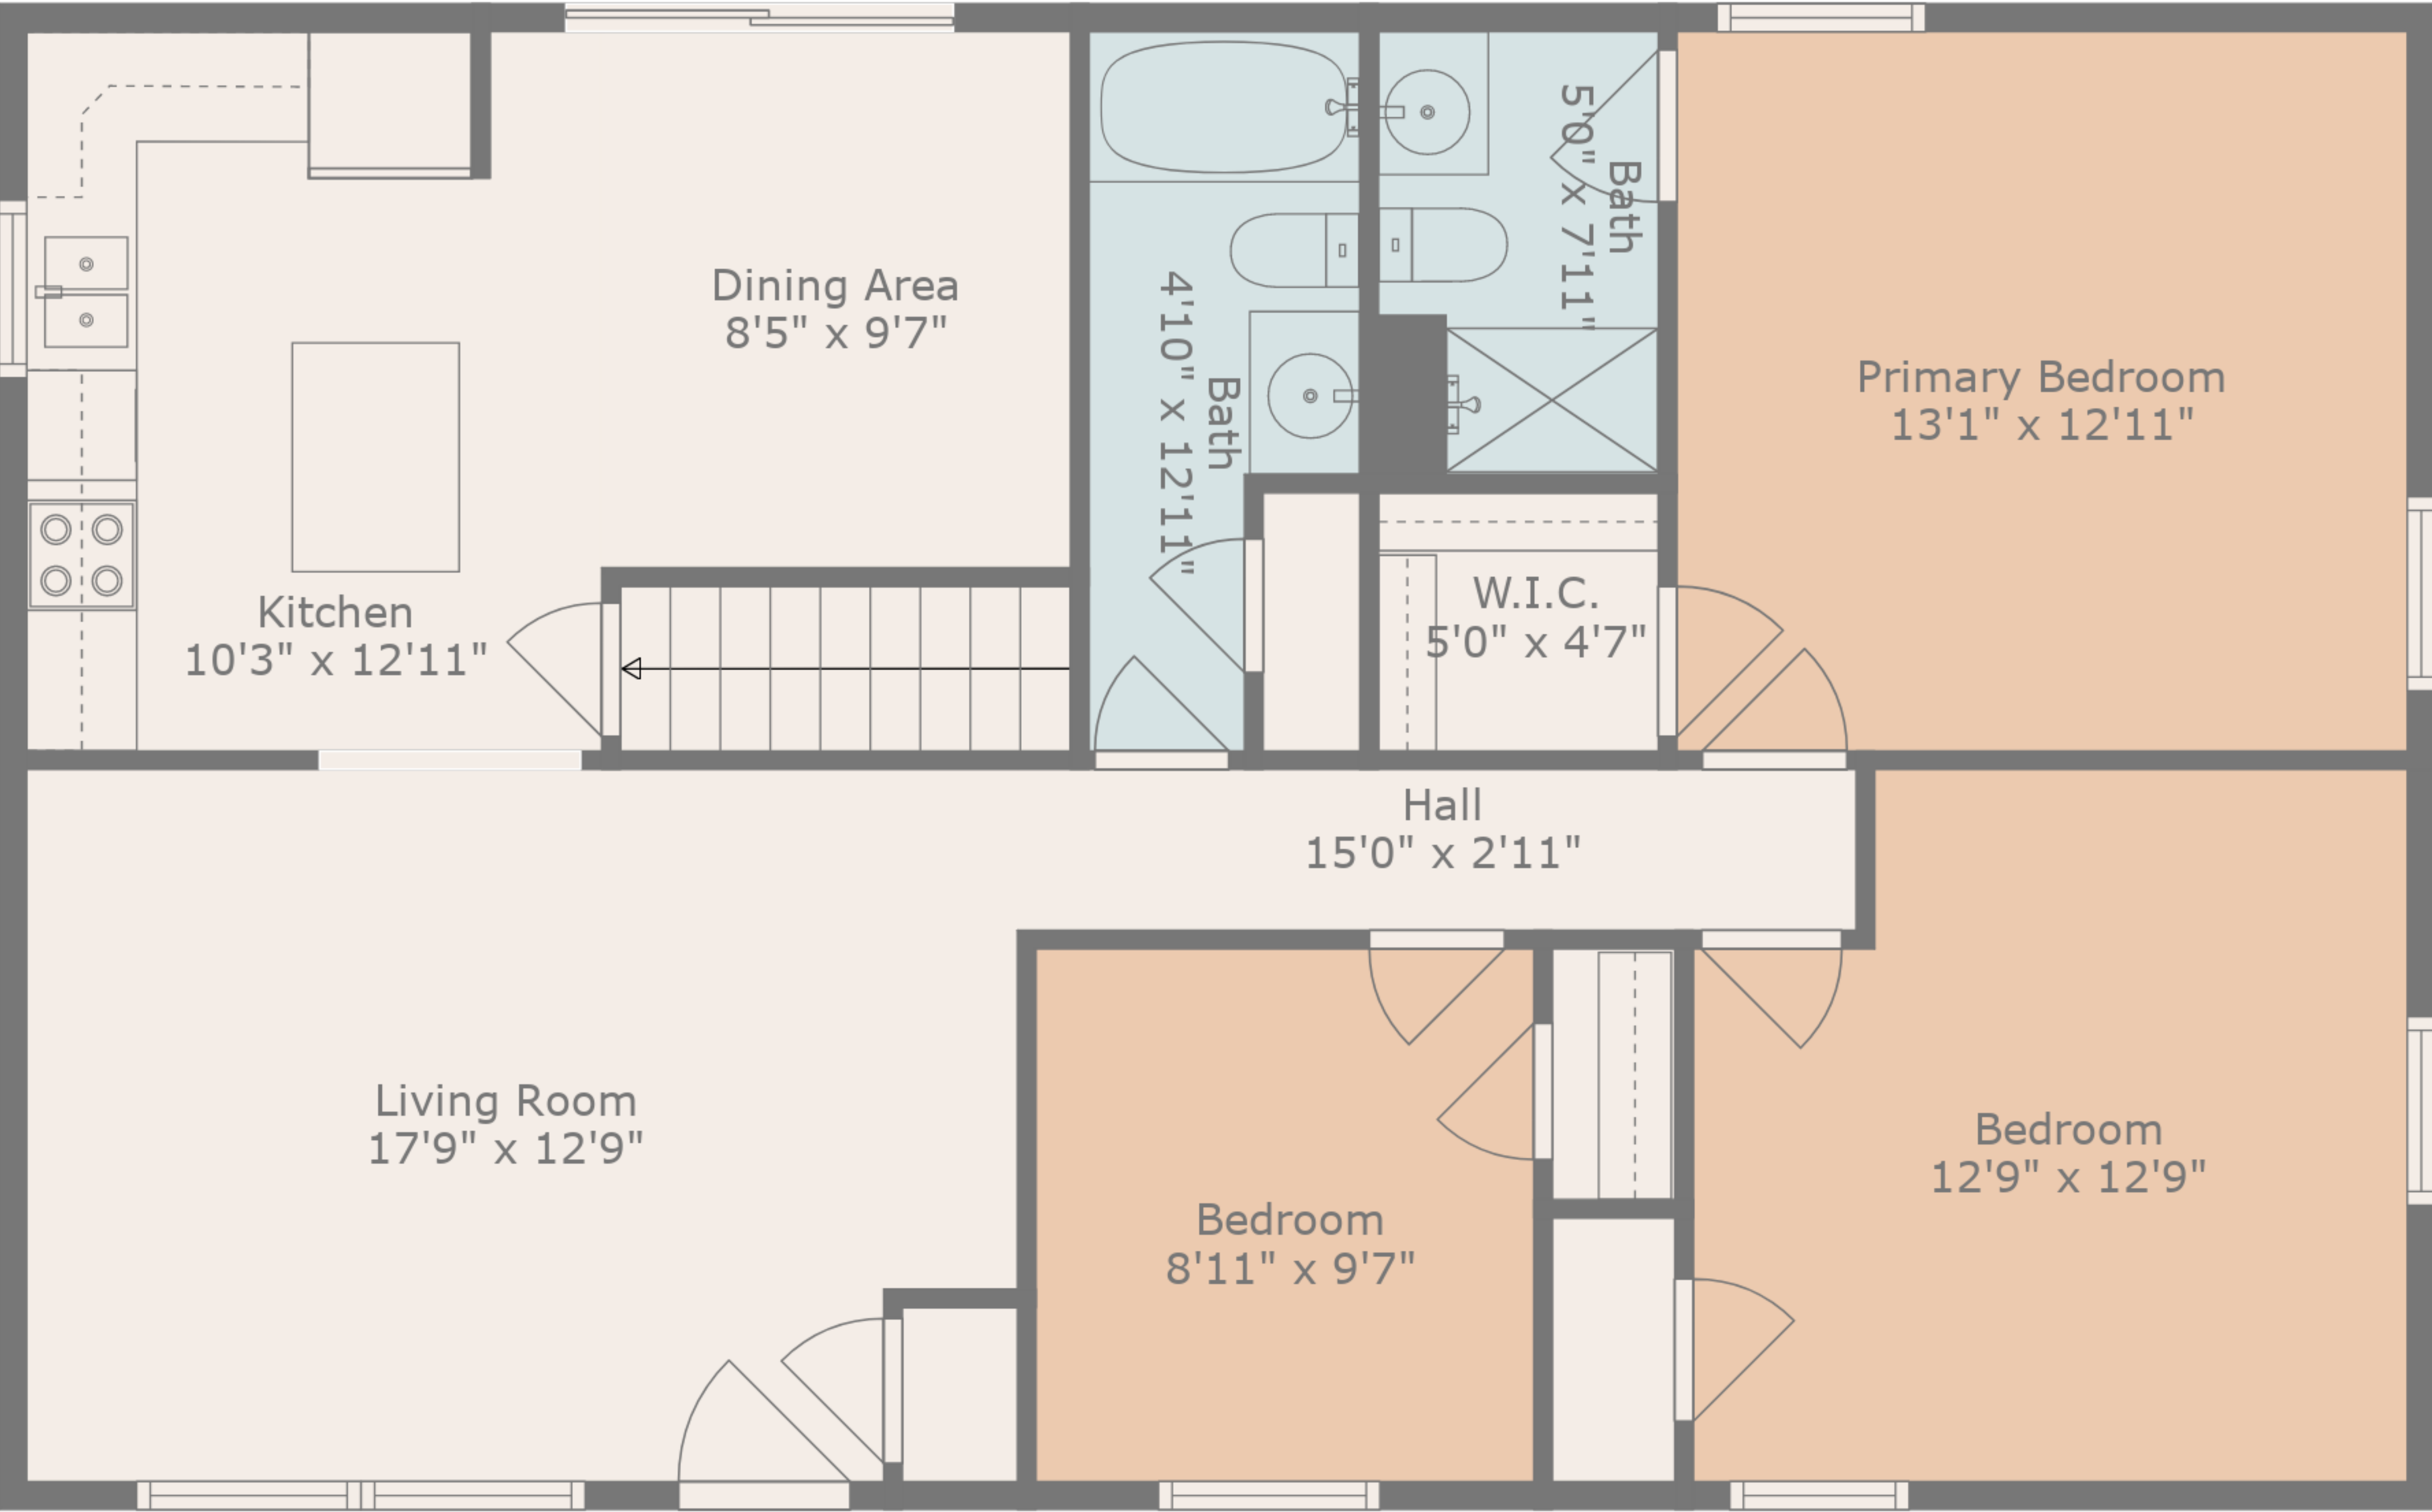 Dining Area
8'5" x 9'7"
Bath
5'0" x 7'11"
Bath
4'10" x 12'11"
Primary Bedroom
13'1" x 12'11"
Kitchen
10'3" x 12'11"
W.I.C.
5'0" x 4'7"
Hall
15'0" x 2'11"
Living Room
17'9" x 12'9"
Bedroom
8'11" x 9'7"
Bedroom
12'9" x 12'9"